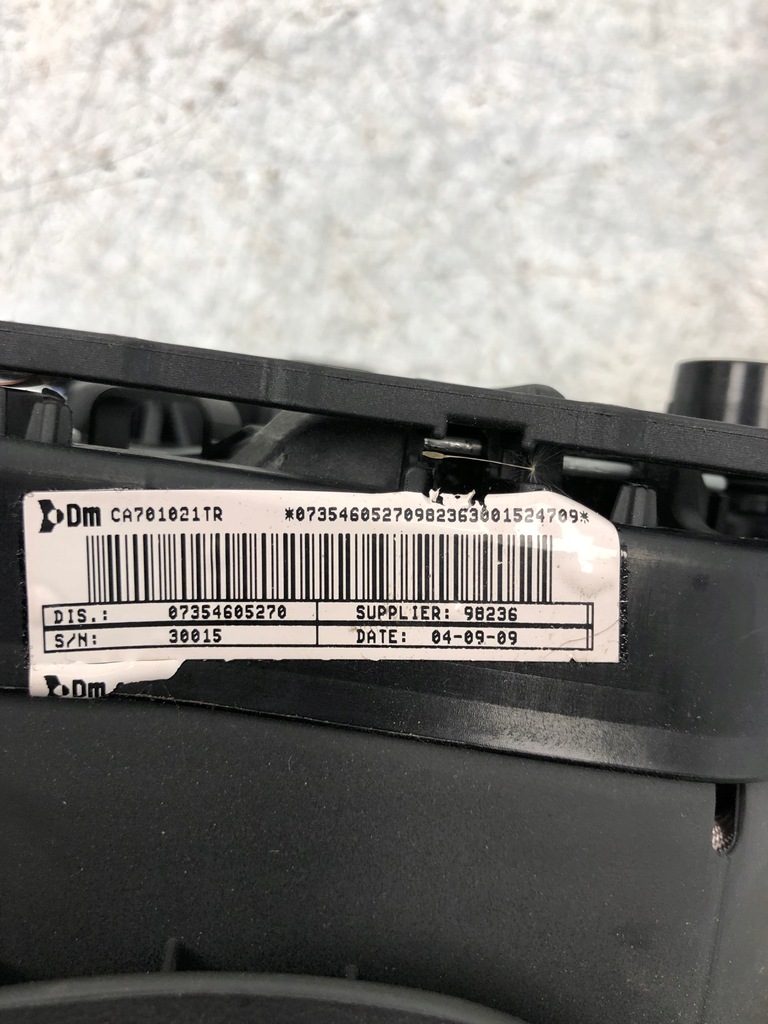 Dm CA701021TR *07354605270982363001524709*
DIS.: 07354605270 SUPPLIER: 98236
S/N: 30015 DATE: 04-09-09
Dm